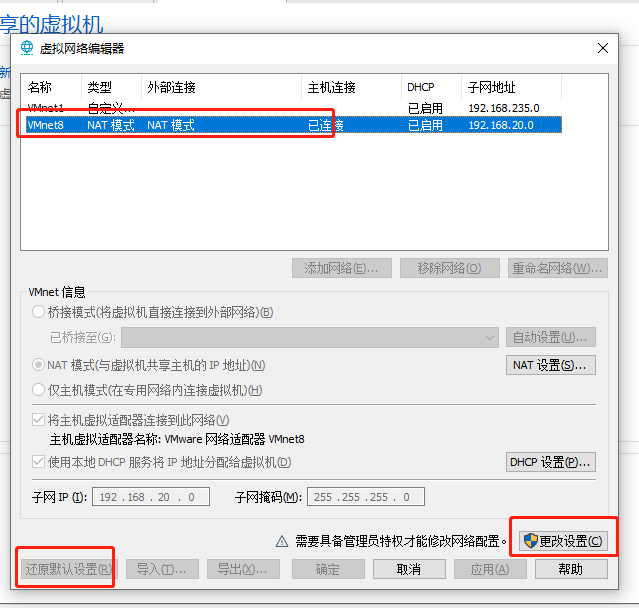 享的虚拟机
虚拟网络编辑器
新
虚
名称 类型 外部连接 主机连接 DHCP 子网地址
VMnet1 自定义... 已启用 192.168.235.0
VMnet8 NAT 模式 NAT 模式 已连接 已启用 192.168.20.0
添加网络(E)... 移除网络(O) 重命名网络(W)...
VMnet 信息
桥接模式(将虚拟机直接连接到外部网络)(B)
已桥接至(G): 自动设置(U)...
NAT 模式(与虚拟机共享主机的 IP 地址)(N) NAT 设置(S)...
仅主机模式(在专用网络内连接虚拟机)(H)
将主机虚拟适配器连接到此网络(V)
主机虚拟适配器名称: VMware 网络适配器 VMnet8
使用本地 DHCP 服务将 IP 地址分配给虚拟机(D) DHCP 设置(P)...
子网 IP (I): 192 . 168 . 20 . 0 子网掩码(M): 255 . 255 . 255 . 0
需要具备管理员特权才能修改网络配置。 更改设置(C)
还原默认设置(R) 导入(T)... 导出(X)... 确定 取消 应用(A) 帮助